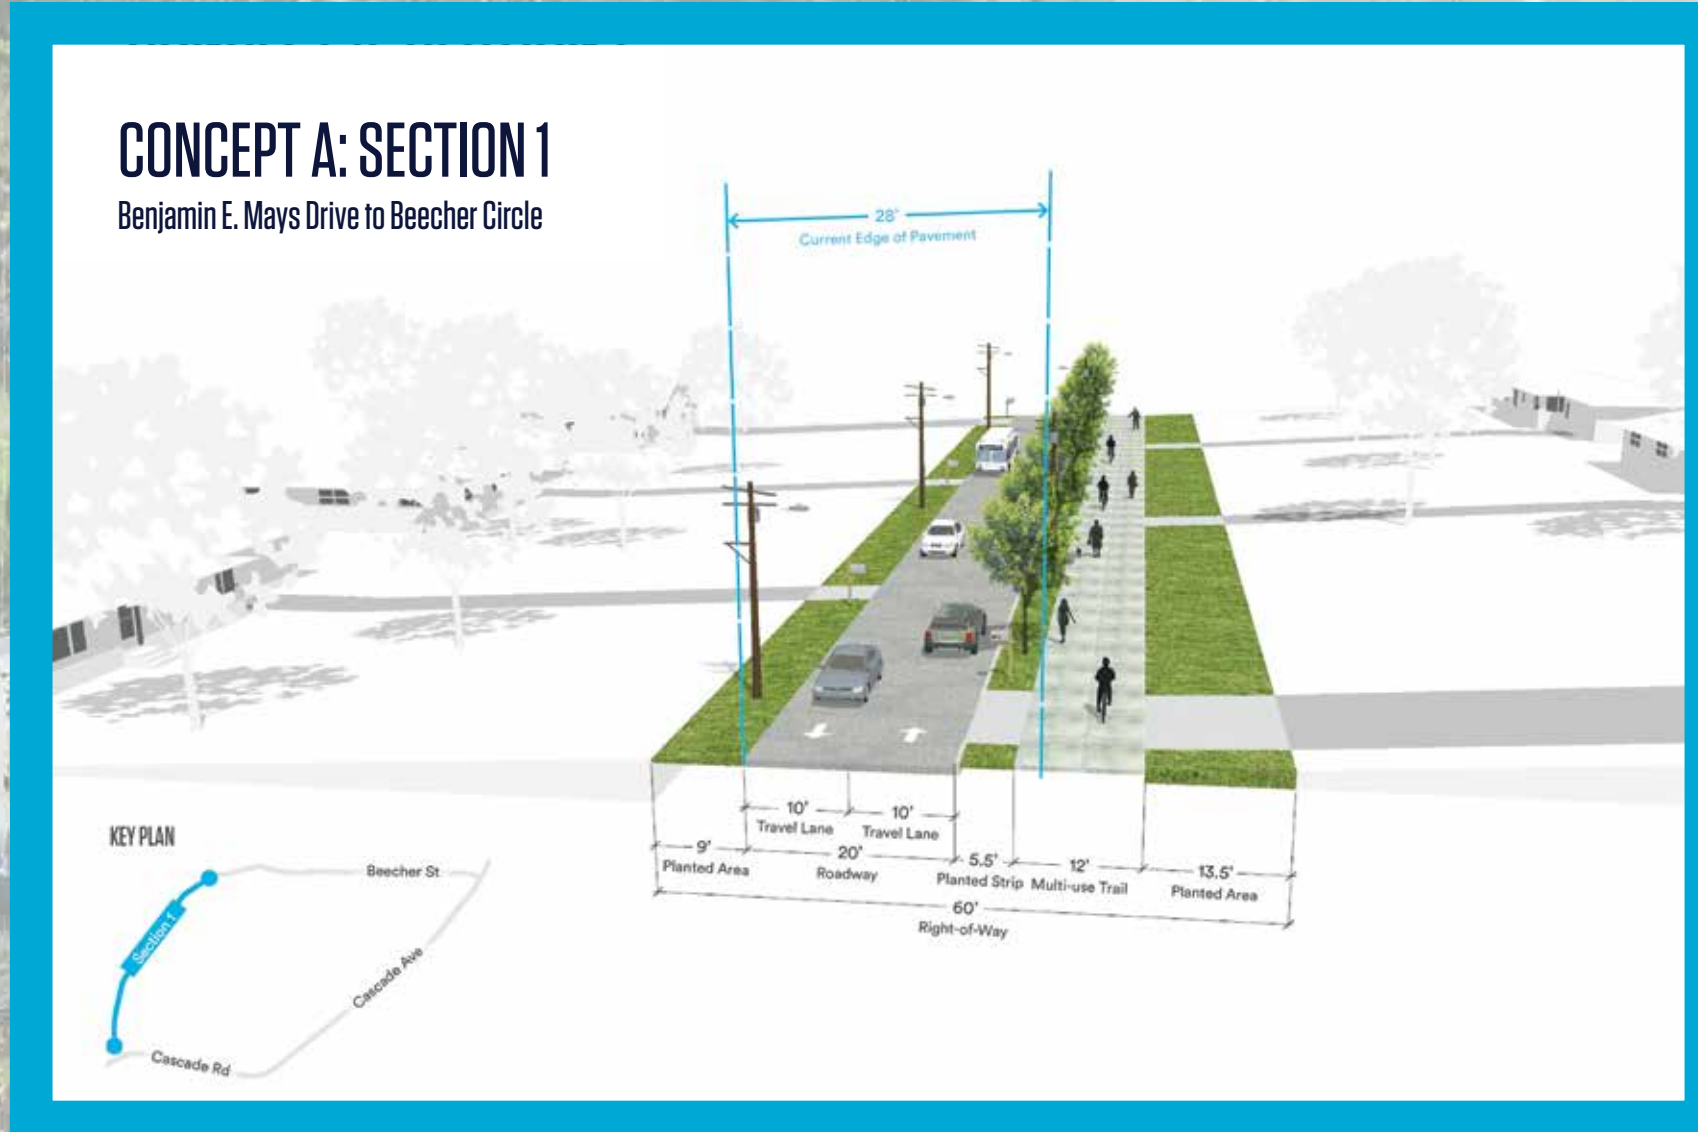 CONCEPT A: SECTION 1
Benjamin E. Mays Drive to Beecher Circle
28'
Current Edge of Pavement
10'
Travel Lane
10'
Travel Lane
9'
Planted Area
20'
Roadway
5.5'
Planted Strip
12'
Multi-use Trail
13.5'
Planted Area
60'
Right-of-Way
KEY PLAN
Beecher St
Section 1
Cascade Ave
Cascade Rd